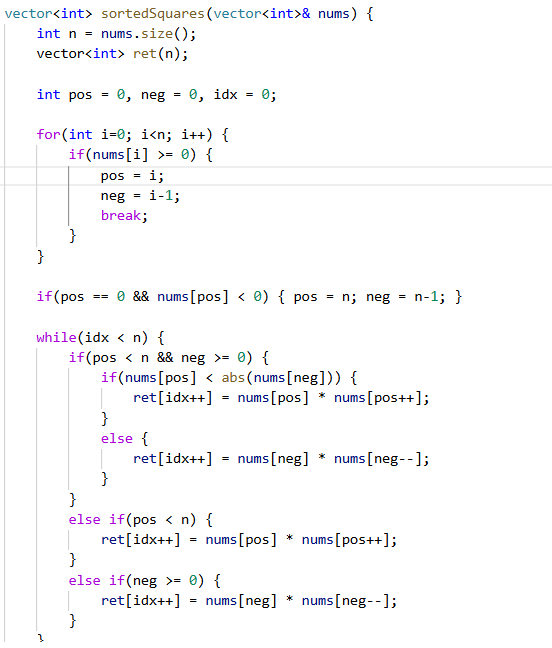 vector<int> sortedSquares(vector<int>& nums) {
    int n = nums.size();
    vector<int> ret(n);

    int pos = 0, neg = 0, idx = 0;

    for(int i=0; i<n; i++) {
        if(nums[i] >= 0) {
            pos = i;
            neg = i-1;
            break;
        }
    }

    if(pos == 0 && nums[pos] < 0) { pos = n; neg = n-1; }

    while(idx < n) {
        if(pos < n && neg >= 0) {
            if(nums[pos] < abs(nums[neg])) {
                ret[idx++] = nums[pos] * nums[pos++];
            }
            else {
                ret[idx++] = nums[neg] * nums[neg--];
            }
        }
        else if(pos < n) {
            ret[idx++] = nums[pos] * nums[pos++];
        }
        else if(neg >= 0) {
            ret[idx++] = nums[neg] * nums[neg--];
        }
    }